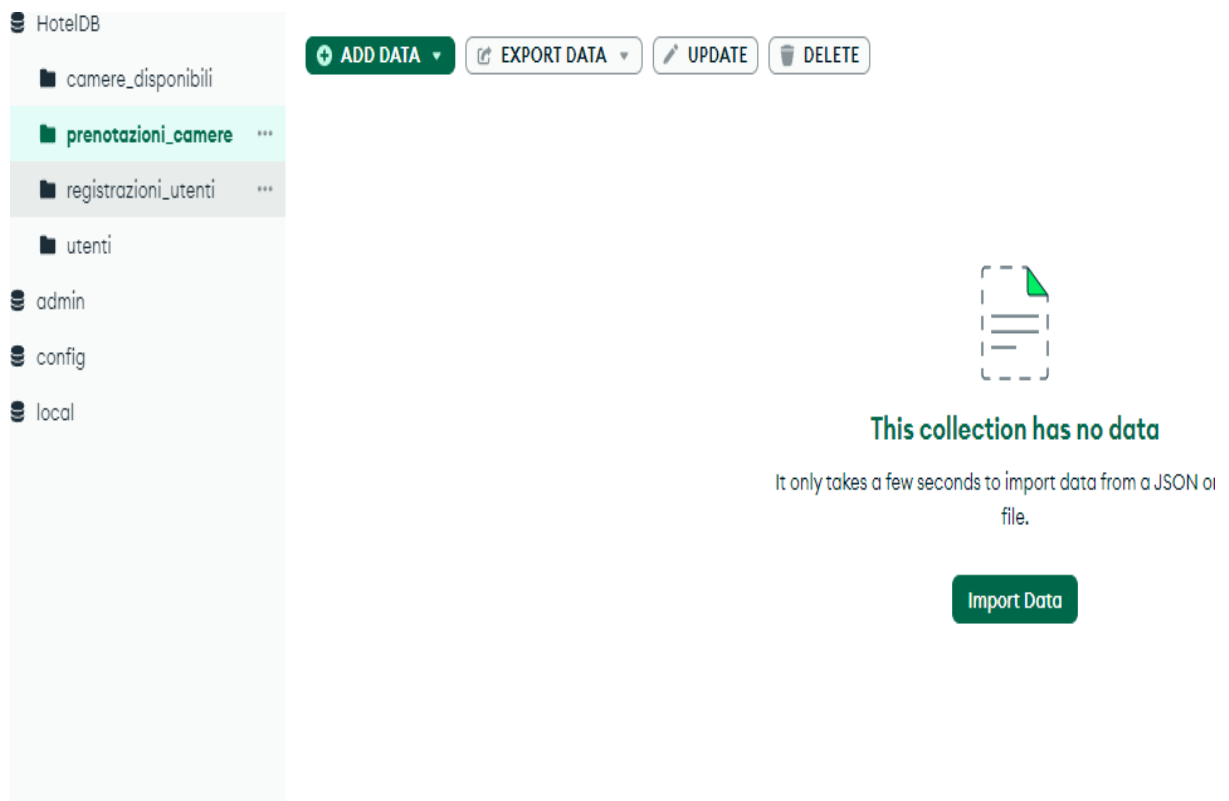 HotelDB
camere_disponibili
prenotazioni_camere
registrazioni_utenti
utenti
admin
config
local
ADD DATA
EXPORT DATA
UPDATE
DELETE
This collection has no data
It only takes a few seconds to import data from a JSON or
file.
Import Data